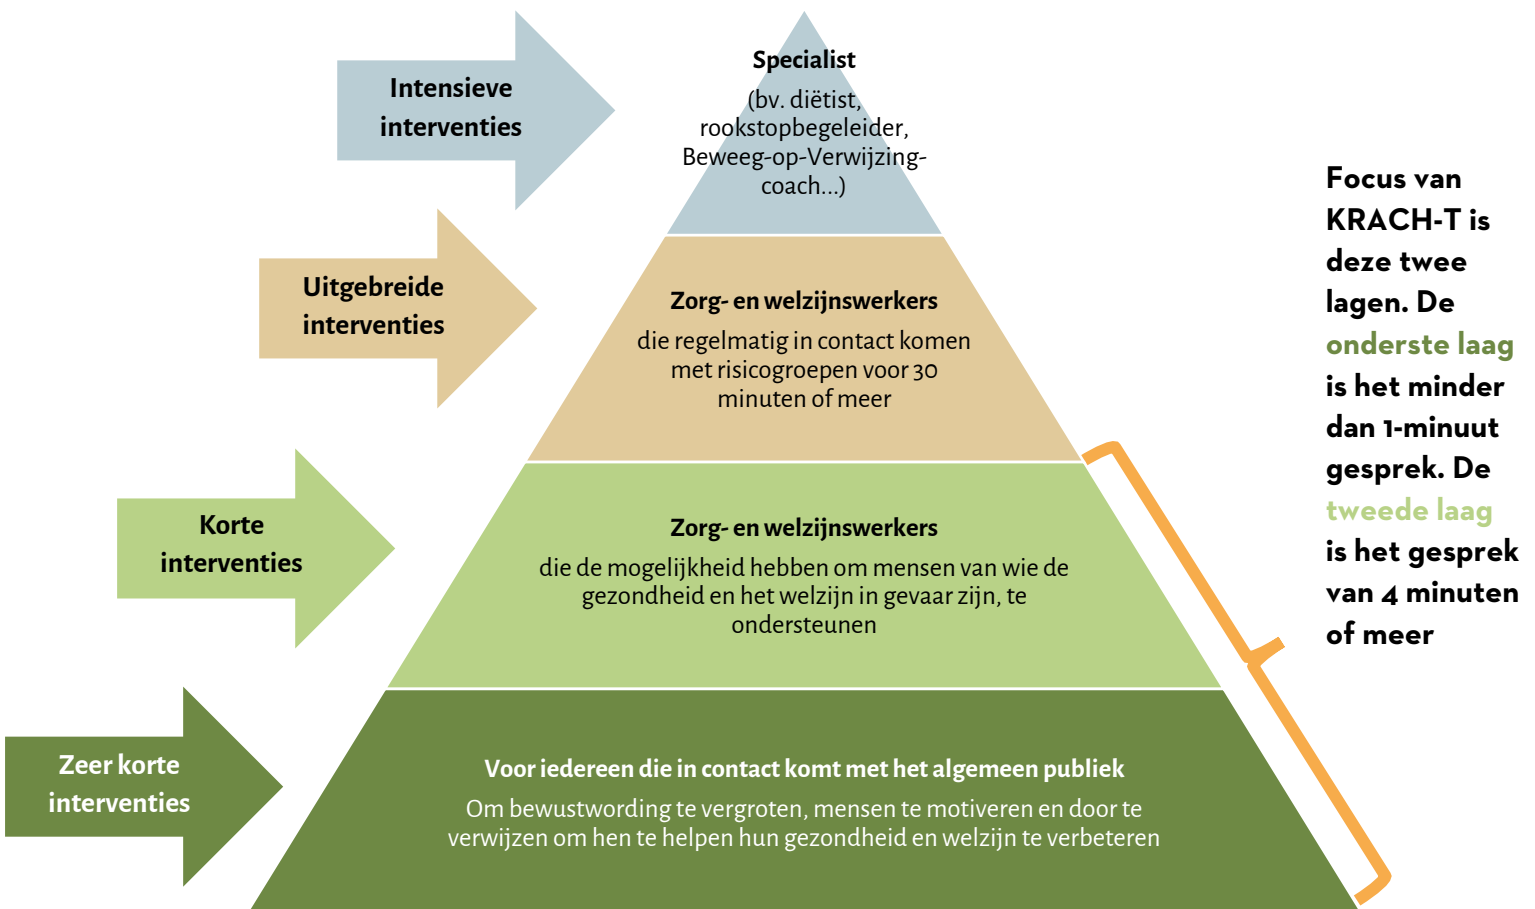 Intensieve
interventies
Specialist
(bv. diëtist,
rookstopbegeleider,
Beweeg-op-Verwijzing-
coach...)
Uitgebreide
interventies
Zorg- en welzijnswerkers
die regelmatig in contact komen
met risicogroepen voor 30
minuten of meer
Korte
interventies
Zorg- en welzijnswerkers
die de mogelijkheid hebben om mensen van wie de
gezondheid en het welzijn in gevaar zijn, te
ondersteunen
Zeer korte
interventies
Voor iedereen die in contact komt met het algemeen publiek
Om bewustwording te vergroten, mensen te motiveren en door te
verwijzen om hen te helpen hun gezondheid en welzijn te verbeteren
Focus van
KRACH-T is
deze twee
lagen. De
onderste laag
is het minder
dan 1-minuut
gesprek. De
tweede laag
is het gesprek
van 4 minuten
of meer